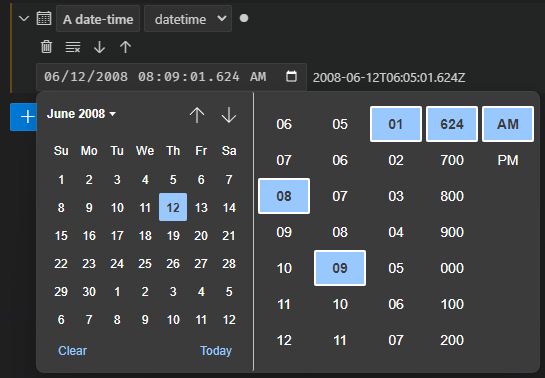 A date-time datetime
06/12/2008 08:09:01.624 AM 2008-06-12T06:05:01.624Z
June 2008
Su Mo Tu We Th Fr Sa
1 2 3 4 5 6 7
8 9 10 11 12 13 14
15 16 17 18 19 20 21
22 23 24 25 26 27 28
29 30 1 2 3 4 5
6 7 8 9 10 11 12
Clear Today
06 05 01 624 AM
07 06 02 700 PM
08 07 03 800
09 08 04 900
10 09 05 000
11 10 06 100
12 11 07 200